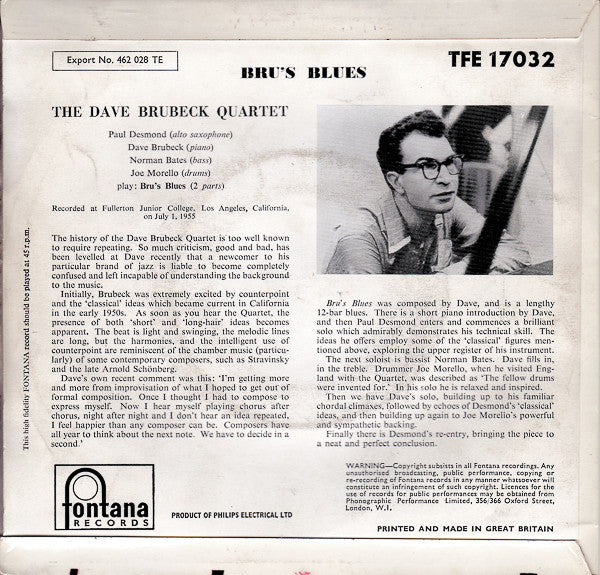 Export No. 462 028 TE
TFE 17032
BRU'S BLUES
THE DAVE BRUBECK QUARTET
Paul Desmond (alto saxophone)
Dave Brubeck (piano)
Norman Bates (bass)
Joe Morello (drums)
play: Bru's Blues (2 parts)
Recorded at Fullerton Junior College, Los Angeles, California,
on July 1, 1955
The history of the Dave Brubeck Quartet is too well known
to require repeating. So much criticism, good and bad, has
been levelled at Dave recently that a newcomer to his
particular brand of jazz is liable to become completely
confused and left incapable of understanding the background
to the music.
Initially, Brubeck was extremely excited by counterpoint
and the 'classical' ideas which became current in California
in the early 1950s. As soon as you hear the Quartet, the
presence of both 'short' and 'long-hair' ideas becomes
apparent. The beat is light and swinging, the melodic lines
are long, but the harmonies, and the intelligent use of
counterpoint are reminiscent of the chamber music (particu-
larly) of some contemporary composers, such as Stravinsky
and the late Arnold Schönberg.
Dave's own recent comment was this: 'I'm getting more
and more from improvisation of what I hoped to get out of
formal composition. Once I thought I had to compose to
express myself. Now I hear myself playing chorus after
chorus, night after night and I don't hear an idea repeated,
I feel happier than any composer can be. Composers have
all year to think about the next note. We have to decide in a
second.'
Bru's Blues was composed by Dave, and is a lengthy
12-bar blues. There is a short piano introduction by Dave,
and then Paul Desmond enters and commences a brilliant
solo which admirably demonstrates his technical skill. The
ideas he offers employ some of the 'classical' figures men-
tioned above, exploring the upper register of his instrument.
The next soloist is bassist Norman Bates. Dave fills in,
in the treble. Drummer Joe Morello, when he visited Eng-
land with the Quartet, was described as 'The fellow drums
were invented for.' In his solo he is relaxed and inspired.
Then we have Dave's solo, building up to his familiar
chordal climaxes, followed by echoes of Desmond's 'classical'
ideas, and then building up again to Joe Morello's powerful
and sympathetic backing.
Finally there is Desmond's re-entry, bringing the piece to
a neat and perfect conclusion.
This high fidelity FONTANA record should be played at 45 r.p.m.
fontana
RECORDS
PRODUCT OF PHILIPS ELECTRICAL LTD
WARNING—Copyright subsists in all Fontana recordings. Any
unauthorised broadcasting, public performance, copying or
re-recording of Fontana records in any manner whatsoever will
constitute an infringement of such copyright. Licences for the
use of records for public performances may be obtained from
Phonographic Performance Limited, 356/366 Oxford Street,
London, W.1.
PRINTED AND MADE IN GREAT BRITAIN